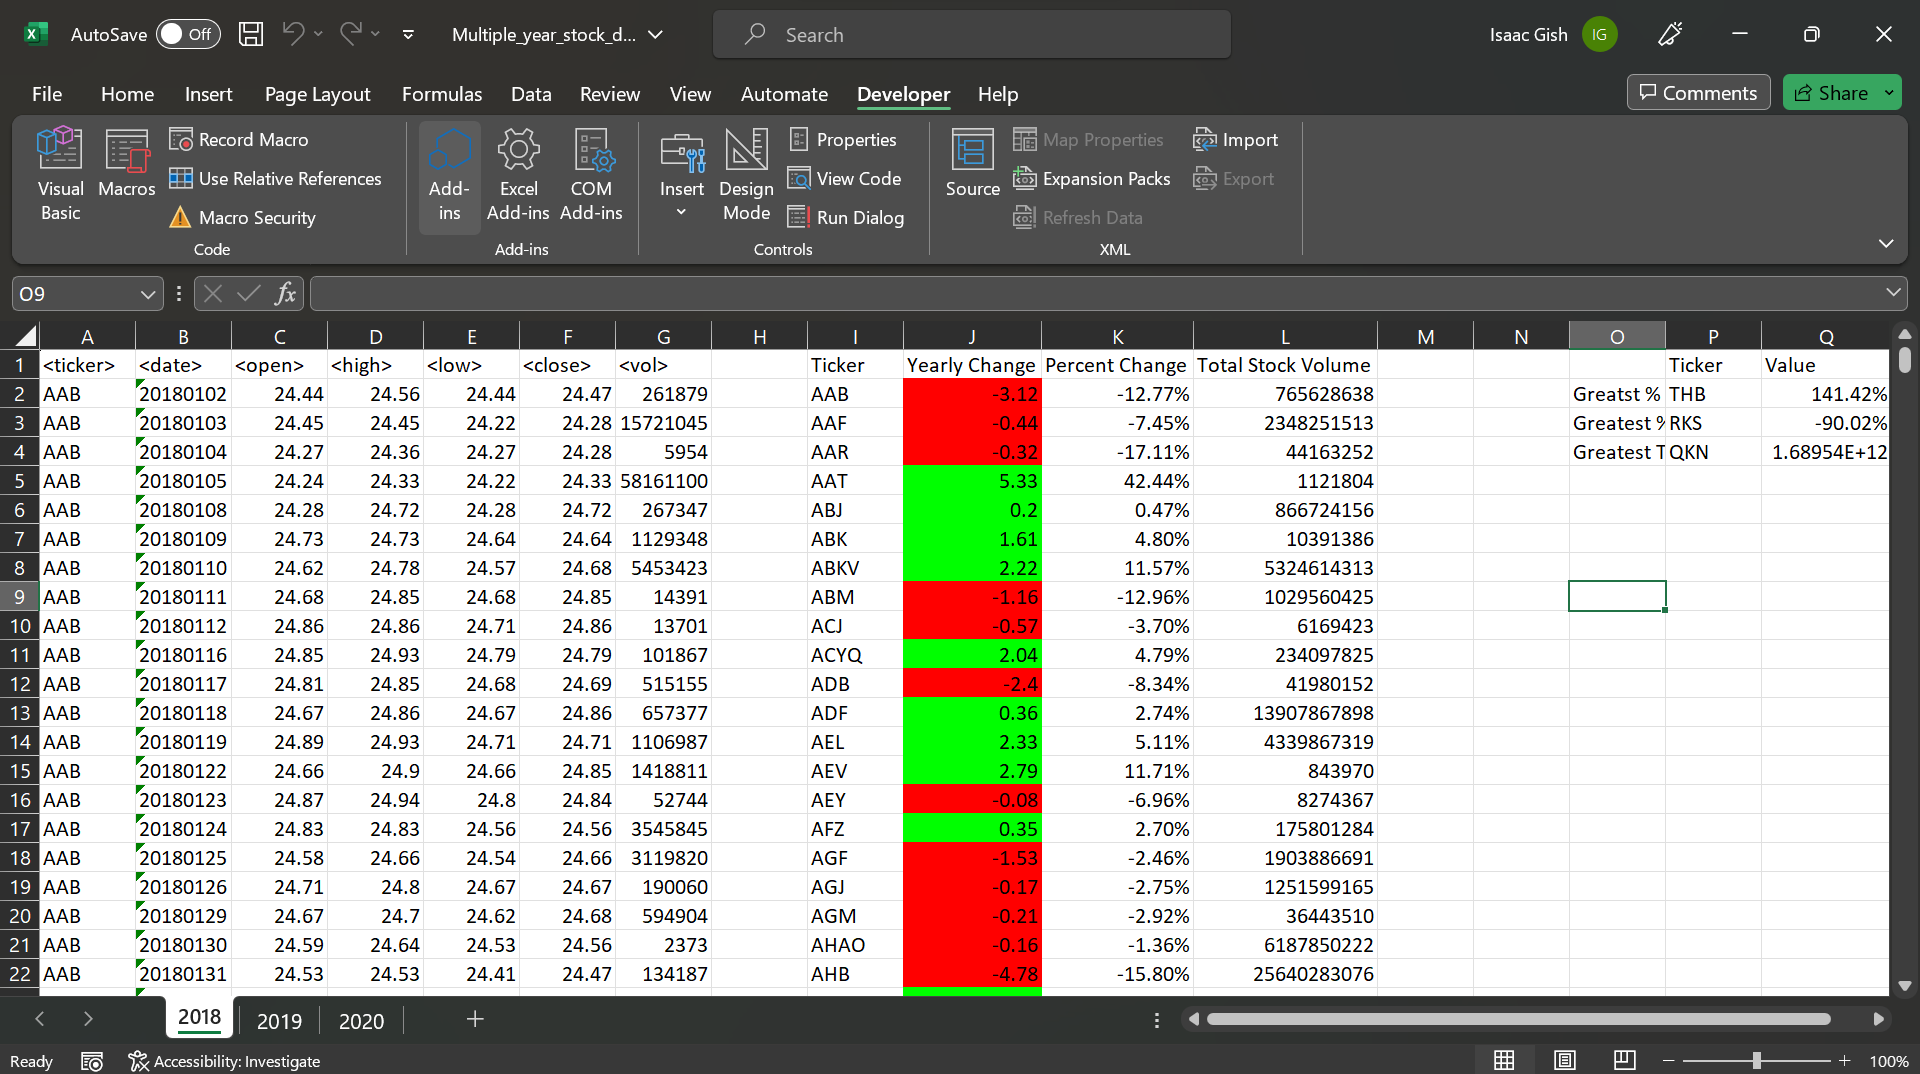 AutoSave Off Multiple_year_stock_d... Search Isaac Gish IG
File Home Insert Page Layout Formulas Data Review View Automate Developer Help Comments Share
Visual Basic Macros Record Macro Use Relative References Macro Security Code
Add-ins Excel Add-ins COM Add-ins Add-ins
Insert Design Mode Properties View Code Run Dialog Controls
Source Map Properties Expansion Packs Refresh Data Import Export XML
O9 fx
A B C D E F G H I J K L M N O P Q
1 <ticker> <date> <open> <high> <low> <close> <vol> Ticker Yearly Change Percent Change Total Stock Volume Ticker Value
2 AAB 20180102 24.44 24.56 24.44 24.47 261879 AAB -3.12 -12.77% 765628638 Greatst % THB 141.42%
3 AAB 20180103 24.45 24.45 24.22 24.28 15721045 AAF -0.44 -7.45% 2348251513 Greatest % RKS -90.02%
4 AAB 20180104 24.27 24.36 24.27 24.28 5954 AAR -0.32 -17.11% 44163252 Greatest T QKN 1.68954E+12
5 AAB 20180105 24.24 24.33 24.22 24.33 58161100 AAT 5.33 42.44% 1121804
6 AAB 20180108 24.28 24.72 24.28 24.72 267347 ABJ 0.2 0.47% 866724156
7 AAB 20180109 24.73 24.73 24.64 24.64 1129348 ABK 1.61 4.80% 10391386
8 AAB 20180110 24.62 24.78 24.57 24.68 5453423 ABKV 2.22 11.57% 5324614313
9 AAB 20180111 24.68 24.85 24.68 24.85 14391 ABM -1.16 -12.96% 1029560425
10 AAB 20180112 24.86 24.86 24.71 24.86 13701 ACJ -0.57 -3.70% 6169423
11 AAB 20180116 24.85 24.93 24.79 24.79 101867 ACYQ 2.04 4.79% 234097825
12 AAB 20180117 24.81 24.85 24.68 24.69 515155 ADB -2.4 -8.34% 41980152
13 AAB 20180118 24.67 24.86 24.67 24.86 657377 ADF 0.36 2.74% 13907867898
14 AAB 20180119 24.89 24.93 24.71 24.71 1106987 AEL 2.33 5.11% 4339867319
15 AAB 20180122 24.66 24.9 24.66 24.85 1418811 AEV 2.79 11.71% 843970
16 AAB 20180123 24.87 24.94 24.8 24.84 52744 AEY -0.08 -6.96% 8274367
17 AAB 20180124 24.83 24.83 24.56 24.56 3545845 AFZ 0.35 2.70% 175801284
18 AAB 20180125 24.58 24.66 24.54 24.66 3119820 AGF -1.53 -2.46% 1903886691
19 AAB 20180126 24.71 24.8 24.67 24.67 190060 AGJ -0.17 -2.75% 1251599165
20 AAB 20180129 24.67 24.7 24.62 24.68 594904 AGM -0.21 -2.92% 36443510
21 AAB 20180130 24.59 24.64 24.53 24.56 2373 AHAO -0.16 -1.36% 6187850222
22 AAB 20180131 24.53 24.53 24.41 24.47 134187 AHB -4.78 -15.80% 25640283076
2018 2019 2020
Ready Accessibility: Investigate 100%